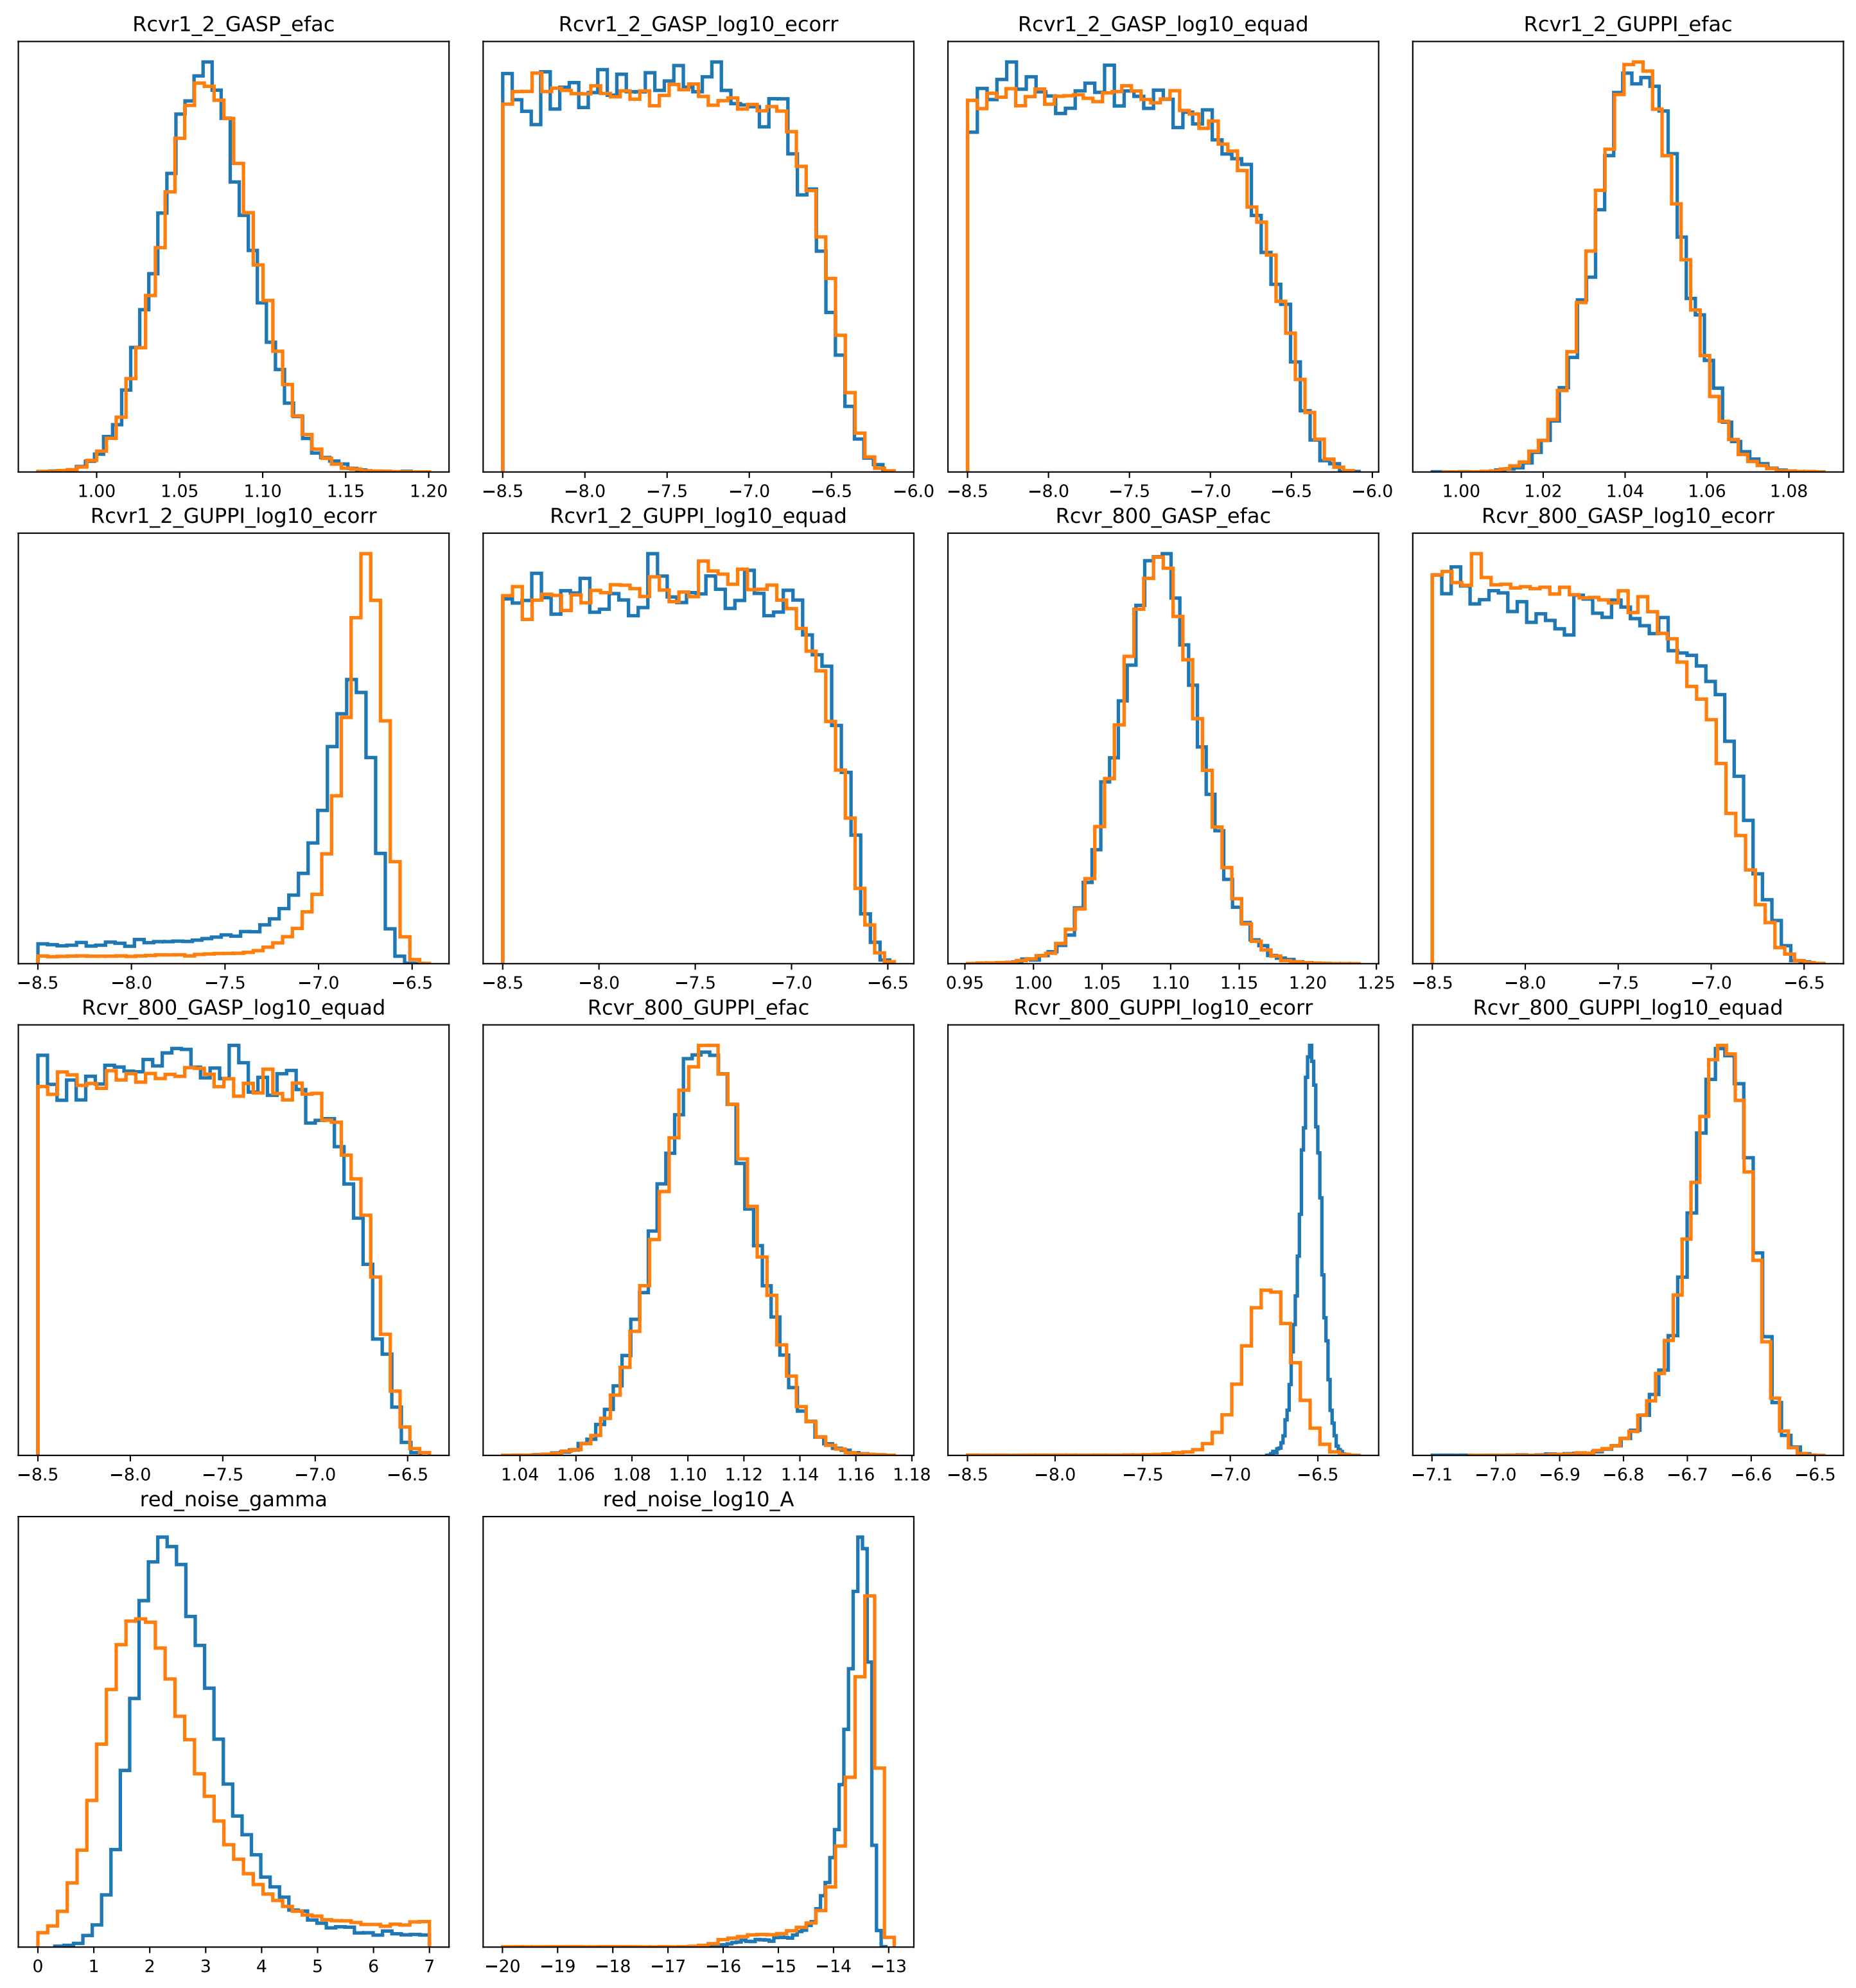 Rcvr1_2_GASP_efac Rcvr1_2_GASP_log10_ecorr Rcvr1_2_GASP_log10_equad Rcvr1_2_GUPPI_efac
1.00 1.05 1.10 1.15 1.20 −8.5 −8.0 −7.5 −7.0 −6.5 −6.0 −8.5 −8.0 −7.5 −7.0 −6.5 −6.0 1.00 1.02 1.04 1.06 1.08
Rcvr1_2_GUPPI_log10_ecorr Rcvr1_2_GUPPI_log10_equad Rcvr_800_GASP_efac Rcvr_800_GASP_log10_ecorr
−8.5 −8.0 −7.5 −7.0 −6.5 −8.5 −8.0 −7.5 −7.0 −6.5 0.95 1.00 1.05 1.10 1.15 1.20 1.25 −8.5 −8.0 −7.5 −7.0 −6.5
Rcvr_800_GASP_log10_equad Rcvr_800_GUPPI_efac Rcvr_800_GUPPI_log10_ecorr Rcvr_800_GUPPI_log10_equad
−8.5 −8.0 −7.5 −7.0 −6.5 1.04 1.06 1.08 1.10 1.12 1.14 1.16 1.18 −8.5 −8.0 −7.5 −7.0 −6.5 −7.1 −7.0 −6.9 −6.8 −6.7 −6.6 −6.5
red_noise_gamma red_noise_log10_A
0 1 2 3 4 5 6 7 −20 −19 −18 −17 −16 −15 −14 −13